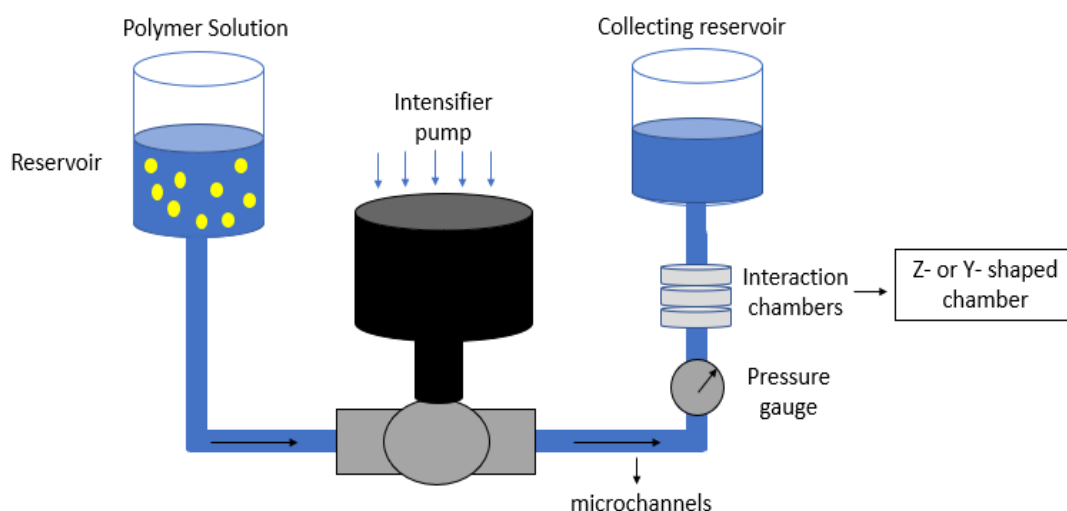 Polymer Solution
Collecting reservoir
Intensifier
pump
Reservoir
Interaction
chambers
Z- or Y- shaped
chamber
Pressure
gauge
microchannels